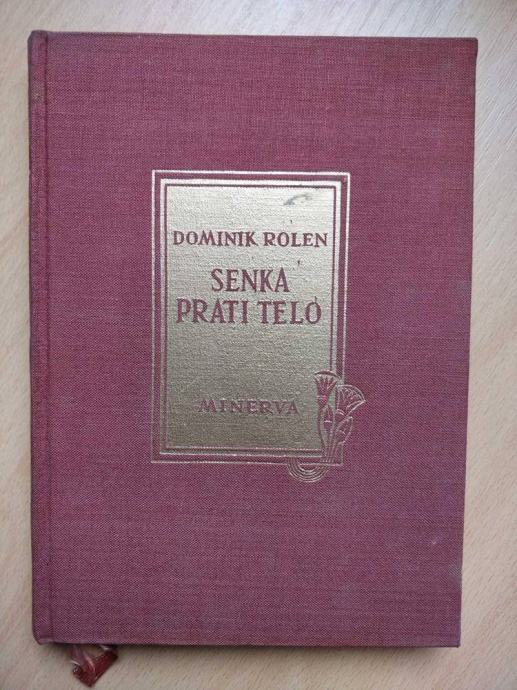 DOMINIK ROLEN
SENKA
PRATI TELO
MINERVA